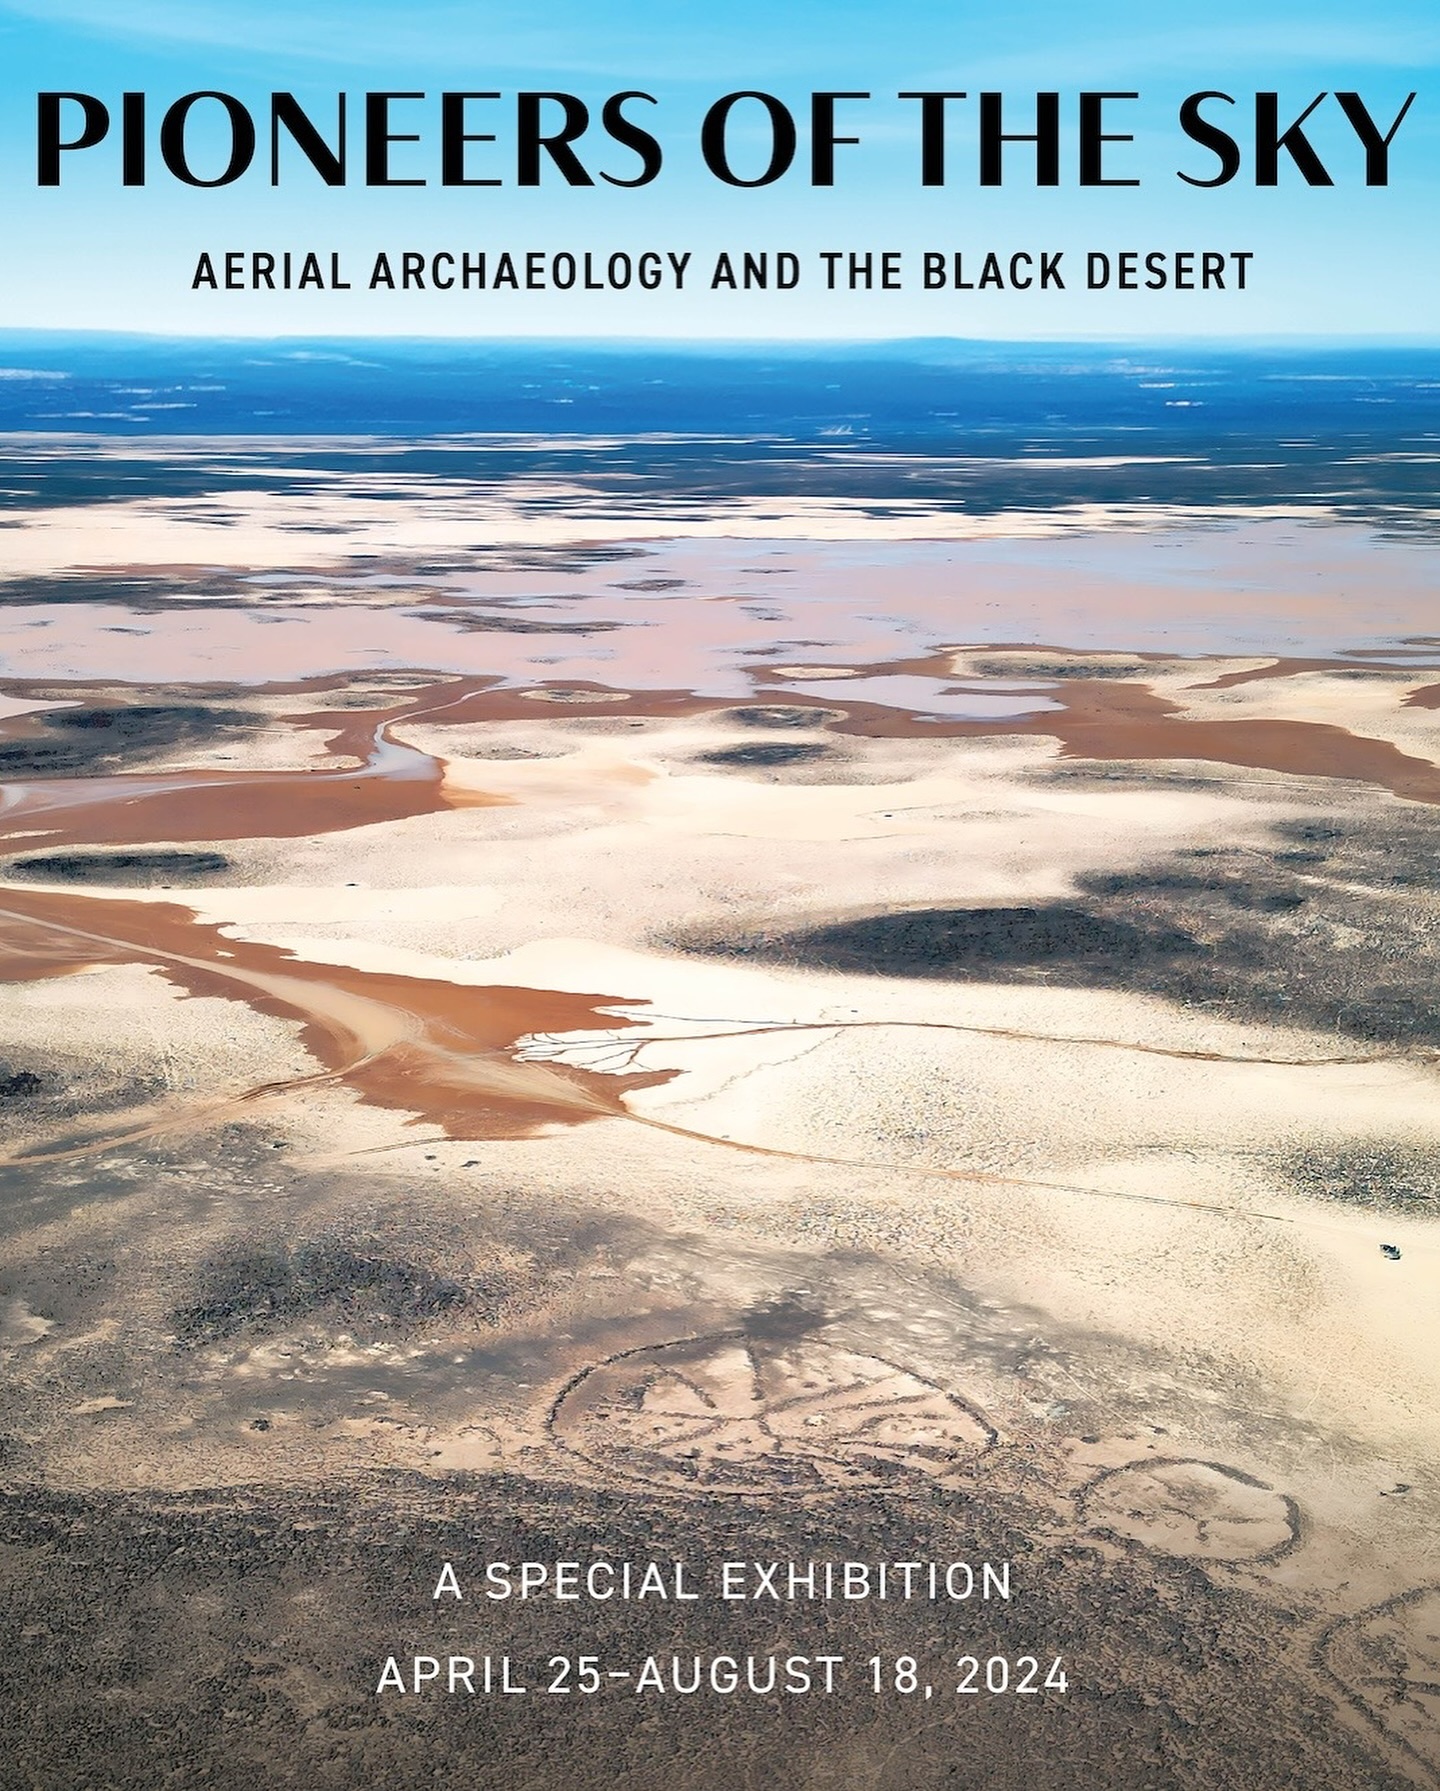 PIONEERS OF THE SKY
AERIAL ARCHAEOLOGY AND THE BLACK DESERT
A SPECIAL EXHIBITION
APRIL 25–AUGUST 18, 2024